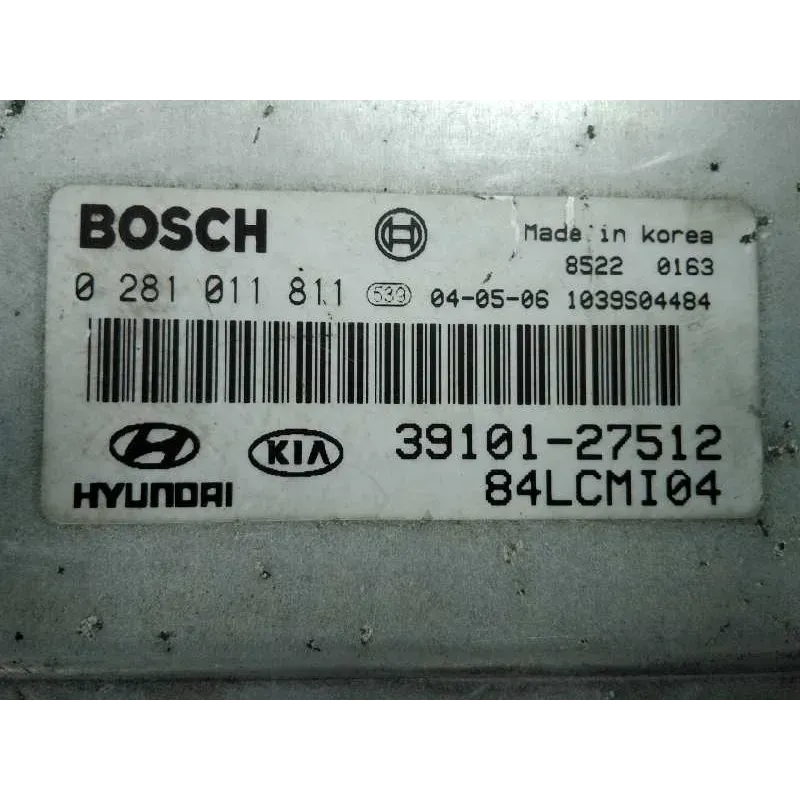 BOSCH Made in korea
8522 0163
0 281 011 811 539 04-05-06 1039S04484
KIA 39101-27512
HYUNDAI 84LCMI04